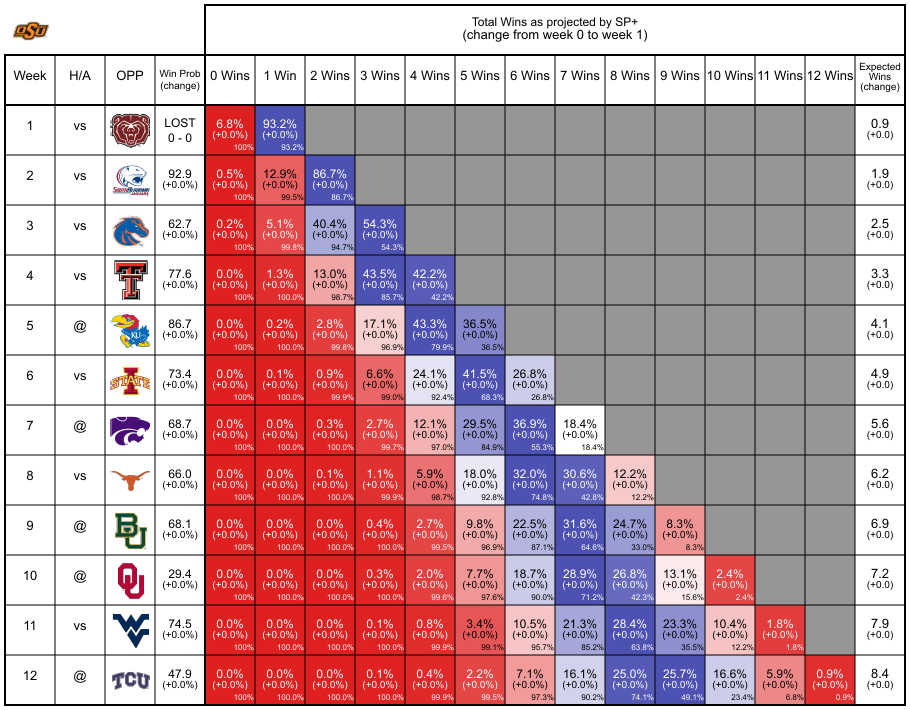 OSU
Total Wins as projected by SP+
(change from week 0 to week 1)
Week H/A OPP Win Prob (change) 0 Wins 1 Win 2 Wins 3 Wins 4 Wins 5 Wins 6 Wins 7 Wins 8 Wins 9 Wins 10 Wins 11 Wins 12 Wins Expected Wins (change)
1 vs LOST 6.8% 93.2% 0.9
0 - 0 (+0.0%) (+0.0%) (+0.0)
100% 93.2%
2 vs SOUTH ALABAMA JAGUARS 92.9 0.5% 12.9% 86.7% 1.9
(+0.0%) (+0.0%) (+0.0%) (+0.0%) (+0.0)
100% 99.5% 86.7%
3 vs 62.7 0.2% 5.1% 40.4% 54.3% 2.5
(+0.0%) (+0.0%) (+0.0%) (+0.0%) (+0.0%) (+0.0)
100% 99.8% 94.7% 54.3%
4 vs T 77.6 0.0% 1.3% 13.0% 43.5% 42.2% 3.3
(+0.0%) (+0.0%) (+0.0%) (+0.0%) (+0.0%) (+0.0%) (+0.0)
100% 100.0% 98.7% 85.7% 42.2%
5 @ KU 86.7 0.0% 0.2% 2.8% 17.1% 43.3% 36.5% 4.1
(+0.0%) (+0.0%) (+0.0%) (+0.0%) (+0.0%) (+0.0%) (+0.0%) (+0.0)
100% 100.0% 99.8% 96.9% 79.9% 36.5%
6 vs I STATE 73.4 0.0% 0.1% 0.9% 6.6% 24.1% 41.5% 26.8% 4.9
(+0.0%) (+0.0%) (+0.0%) (+0.0%) (+0.0%) (+0.0%) (+0.0%) (+0.0%) (+0.0)
100% 100.0% 99.9% 99.0% 92.4% 68.3% 26.8%
7 @ 68.7 0.0% 0.0% 0.3% 2.7% 12.1% 29.5% 36.9% 18.4% 5.6
(+0.0%) (+0.0%) (+0.0%) (+0.0%) (+0.0%) (+0.0%) (+0.0%) (+0.0%) (+0.0%) (+0.0)
100% 100.0% 100.0% 99.7% 97.0% 84.9% 55.3% 18.4%
8 vs 66.0 0.0% 0.0% 0.1% 1.1% 5.9% 18.0% 32.0% 30.6% 12.2% 6.2
(+0.0%) (+0.0%) (+0.0%) (+0.0%) (+0.0%) (+0.0%) (+0.0%) (+0.0%) (+0.0%) (+0.0%) (+0.0)
100% 100.0% 100.0% 99.9% 98.7% 92.8% 74.8% 42.8% 12.2%
9 @ BU 68.1 0.0% 0.0% 0.0% 0.4% 2.7% 9.8% 22.5% 31.6% 24.7% 8.3% 6.9
(+0.0%) (+0.0%) (+0.0%) (+0.0%) (+0.0%) (+0.0%) (+0.0%) (+0.0%) (+0.0%) (+0.0%) (+0.0%) (+0.0)
100% 100.0% 100.0% 100.0% 99.5% 96.9% 87.1% 64.6% 33.0% 8.3%
10 @ OU 29.4 0.0% 0.0% 0.0% 0.3% 2.0% 7.7% 18.7% 28.9% 26.8% 13.1% 2.4% 7.2
(+0.0%) (+0.0%) (+0.0%) (+0.0%) (+0.0%) (+0.0%) (+0.0%) (+0.0%) (+0.0%) (+0.0%) (+0.0%) (+0.0%) (+0.0)
100% 100.0% 100.0% 100.0% 99.6% 97.6% 90.0% 71.2% 42.3% 15.6% 2.4%
11 vs WV 74.5 0.0% 0.0% 0.0% 0.1% 0.8% 3.4% 10.5% 21.3% 28.4% 23.3% 10.4% 1.8% 7.9
(+0.0%) (+0.0%) (+0.0%) (+0.0%) (+0.0%) (+0.0%) (+0.0%) (+0.0%) (+0.0%) (+0.0%) (+0.0%) (+0.0%) (+0.0%) (+0.0)
100% 100.0% 100.0% 100.0% 99.9% 99.1% 95.7% 85.2% 63.8% 35.5% 12.2% 1.8%
12 @ TCU 47.9 0.0% 0.0% 0.0% 0.1% 0.4% 2.2% 7.1% 16.1% 25.0% 25.7% 16.6% 5.9% 0.9% 8.4
(+0.0%) (+0.0%) (+0.0%) (+0.0%) (+0.0%) (+0.0%) (+0.0%) (+0.0%) (+0.0%) (+0.0%) (+0.0%) (+0.0%) (+0.0%) (+0.0%) (+0.0)
100% 100.0% 100.0% 100.0% 99.9% 99.5% 97.3% 90.2% 74.1% 49.1% 23.4% 6.8% 0.9%